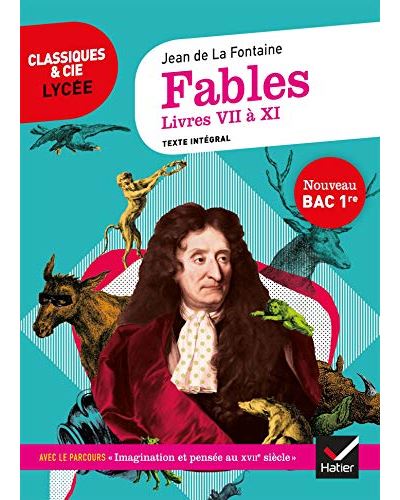 CLASSIQUES
& CIE
LYCÉE
Jean de La Fontaine
Fables
Livres VII à XI
TEXTE INTÉGRAL
Nouveau
BAC 1re
AVEC LE PARCOURS « Imagination et pensée au XVIIe siècle »
Hatier